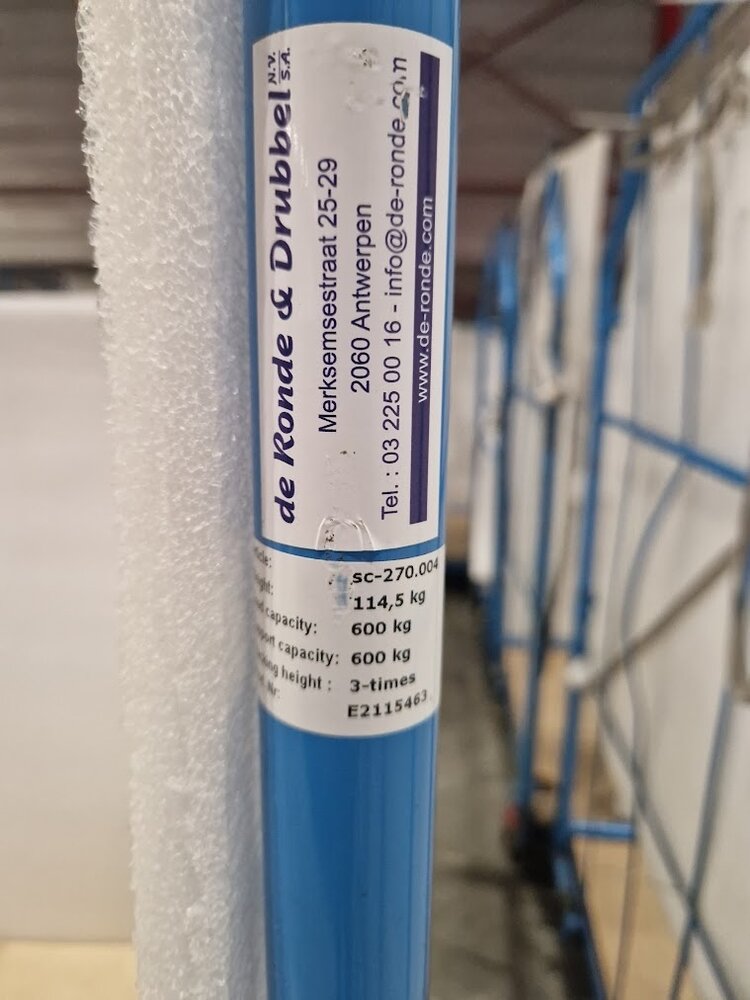 de Ronde & Drubbel N.V. S.A.
Merksemsestraat 25-29
2060 Antwerpen
Tel. : 03 225 00 16 - info@de-ronde.com
www.de-ronde.com
sc-270.004
114,5 kg
capacity: 600 kg
capacity: 600 kg
height : 3-times
Nr: E2115463